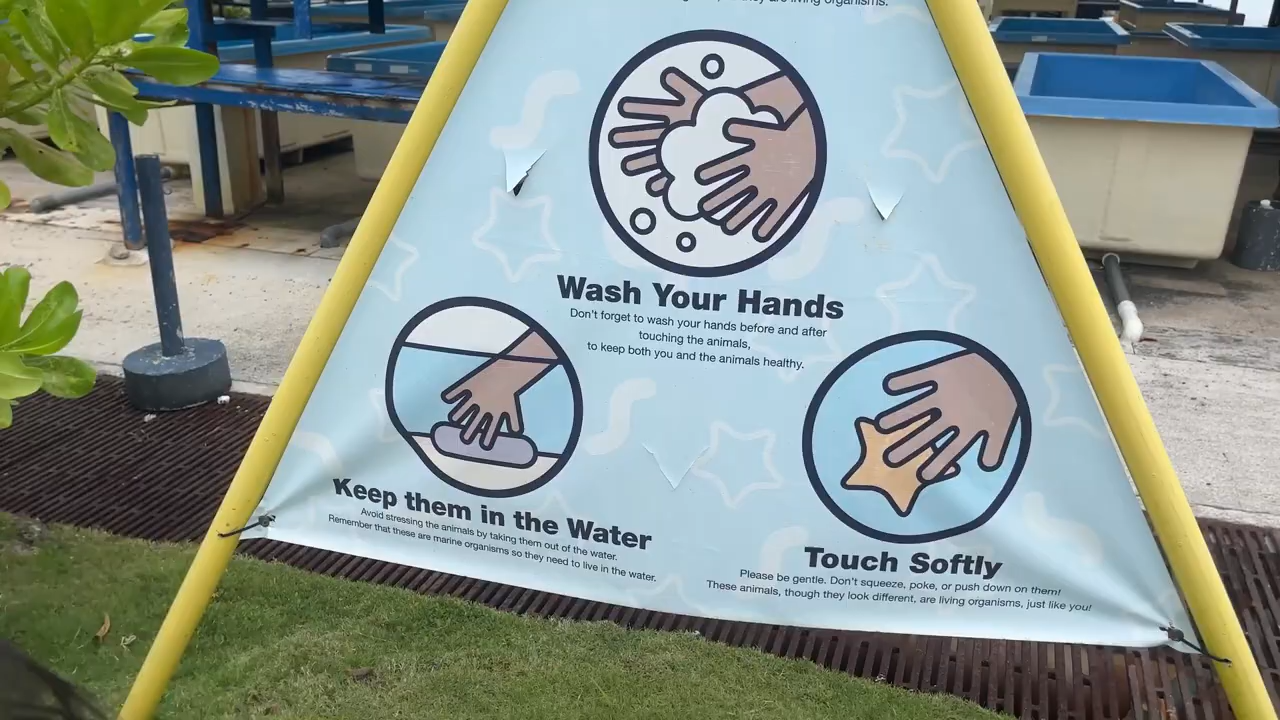 they are living organisms.
Wash Your Hands
Don't forget to wash your hands before and after
touching the animals,
to keep both you and the animals healthy.
Keep them in the Water
Avoid stressing the animals by taking them out of the water.
Remember that these are marine organisms so they need to live in the water.
Touch Softly
Please be gentle. Don't squeeze, poke, or push down on them!
These animals, though they look different, are living organisms, just like you!